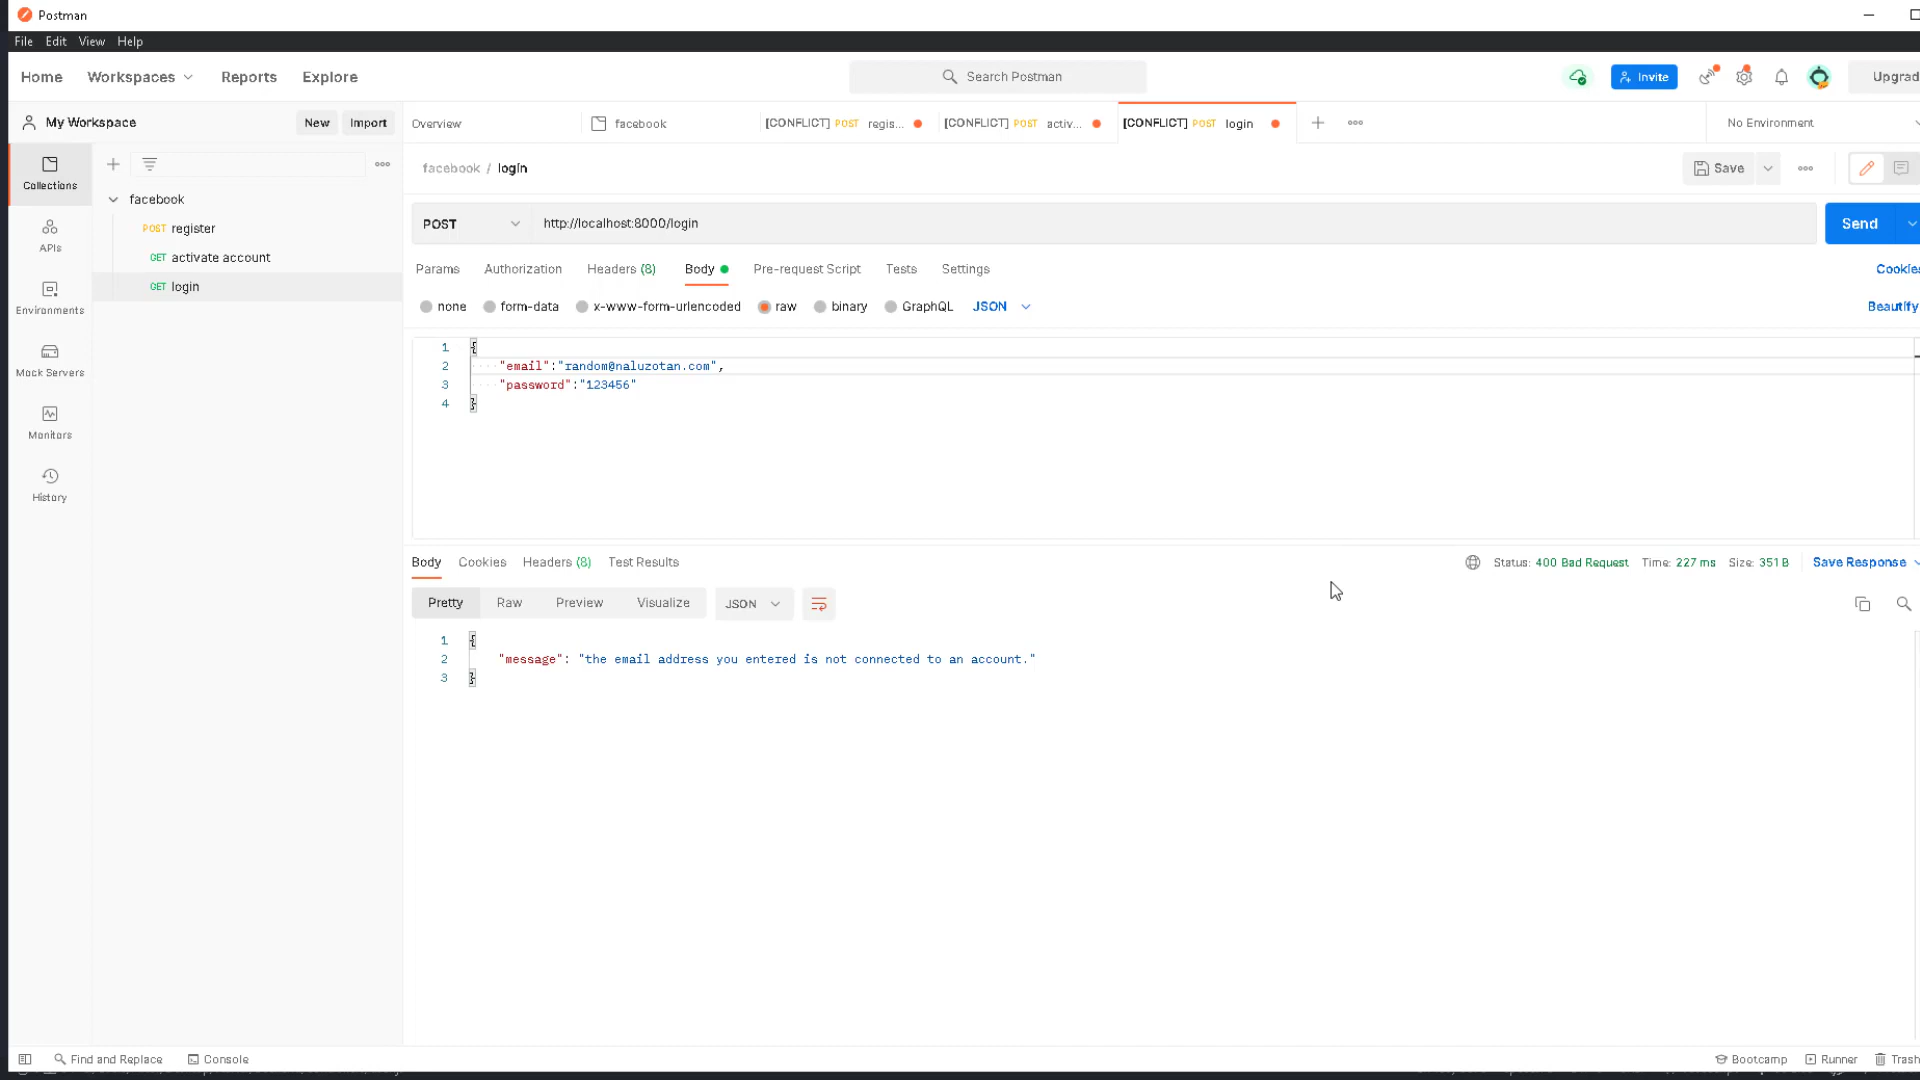 Postman
File Edit View Help
Home Workspaces Reports Explore Search Postman Invite Upgrad
My Workspace New Import Overview facebook [CONFLICT] POST regis... [CONFLICT] POST activ... [CONFLICT] POST login No Environment
Collections
APIs
Environments
Mock Servers
Monitors
History
facebook
POST register
GET activate account
GET login
facebook / login Save
POST http://localhost:8000/login Send
Params Authorization Headers (8) Body Pre-request Script Tests Settings Cookies
none form-data x-www-form-urlencoded raw binary GraphQL JSON Beautify
1 {
2 "email":"random@naluzotan.com",
3 "password":"123456"
4 }
Body Cookies Headers (8) Test Results Status: 400 Bad Request Time: 227 ms Size: 351 B Save Response
Pretty Raw Preview Visualize JSON
1 {
2 "message": "the email address you entered is not connected to an account."
3 }
Find and Replace Console Bootcamp Runner Trash